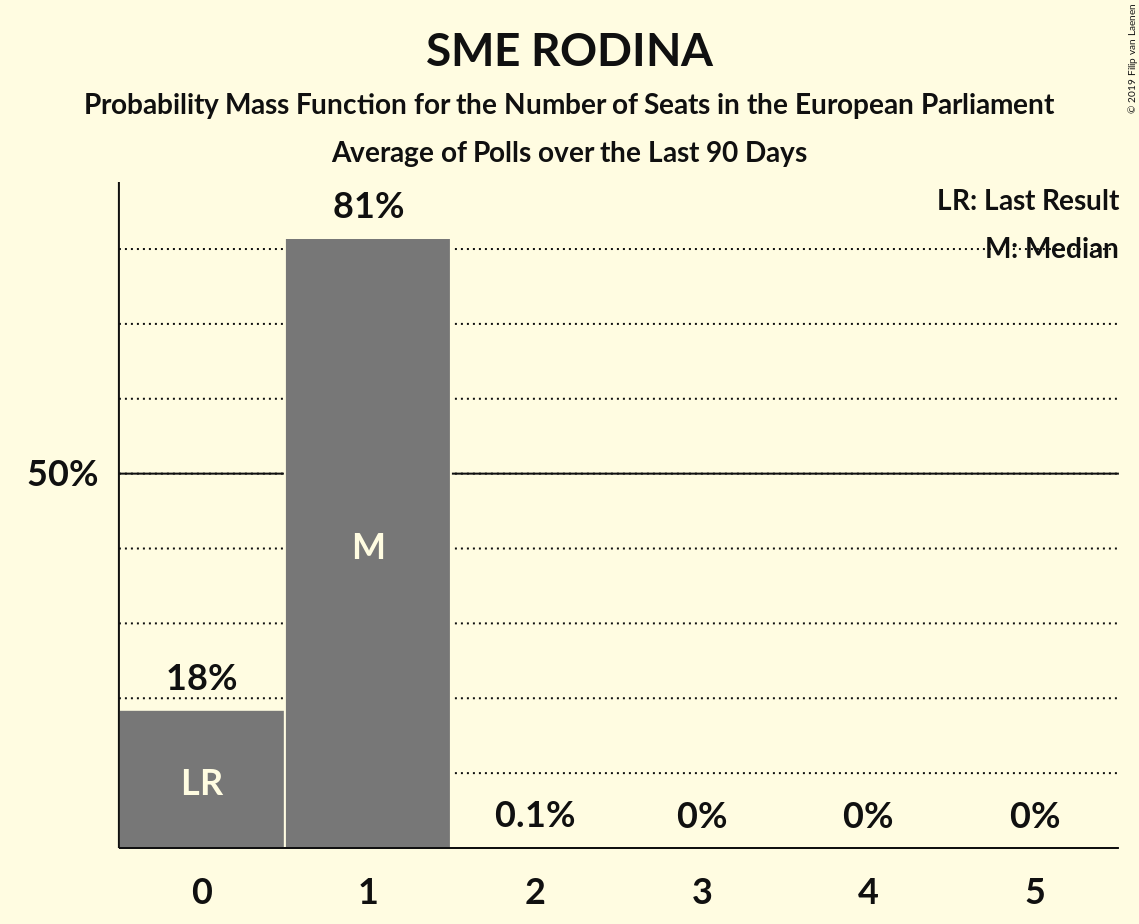 SME RODINA
Probability Mass Function for the Number of Seats in the European Parliament
Average of Polls over the Last 90 Days
© 2019 Filip van Laenen
LR: Last Result
M: Median
81%
50%
M
18%
LR
0.1%
0%
0%
0%
0 1 2 3 4 5